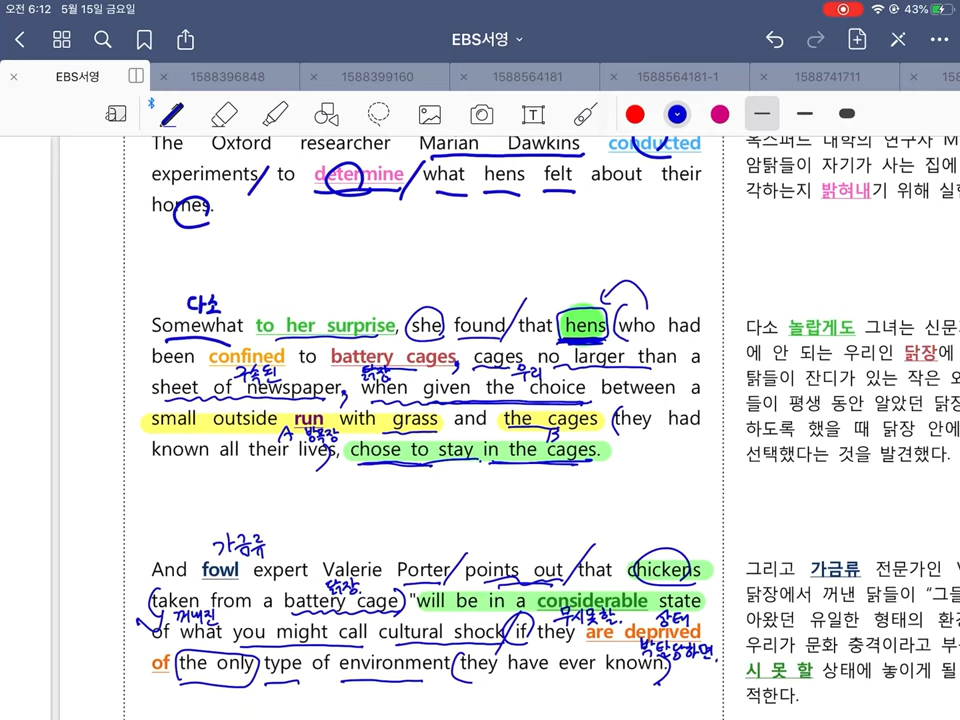 오전 6:12 5월 15일 금요일
43%
EBS서영
EBS서영 1588396848 1588399160 1588564181 1588564181-1 1588741711
The Oxford researcher Marian Dawkins conducted
experiments to determine what hens felt about their
homes.
다소
Somewhat to her surprise, she found that hens who had
been confined to battery cages, cages no larger than a
구속된 닭장 우리
sheet of newspaper, when given the choice between a
small outside run with grass and the cages they had
A 방목장 B
known all their lives, chose to stay in the cages.
가금류
And fowl expert Valerie Porter points out that chickens
닭장.
taken from a battery cage "will be in a considerable state
꺼내진 무시못할. 상태
of what you might call cultural shock if they are deprived
박탈당하면.
of the only type of environment they have ever known.
옥스퍼드 대학의 연구사 M
암탉들이 자기가 사는 집에
각하는지 밝혀내기 위해 실험
다소 놀랍게도 그녀는 신문
에 안 되는 우리인 닭장에
탉들이 잔디가 있는 작은
들이 평생 동안 알았던 닭장
하도록 했을 때 닭장 안에
선택했다는 것을 발견했다.
그리고 가금류 전문가인 V
닭장에서 꺼낸 닭들이 “그들
아왔던 유일한 형태의 환경
우리가 문화 충격이라고 부
시 못 할 상태에 놓이게 될
적한다.